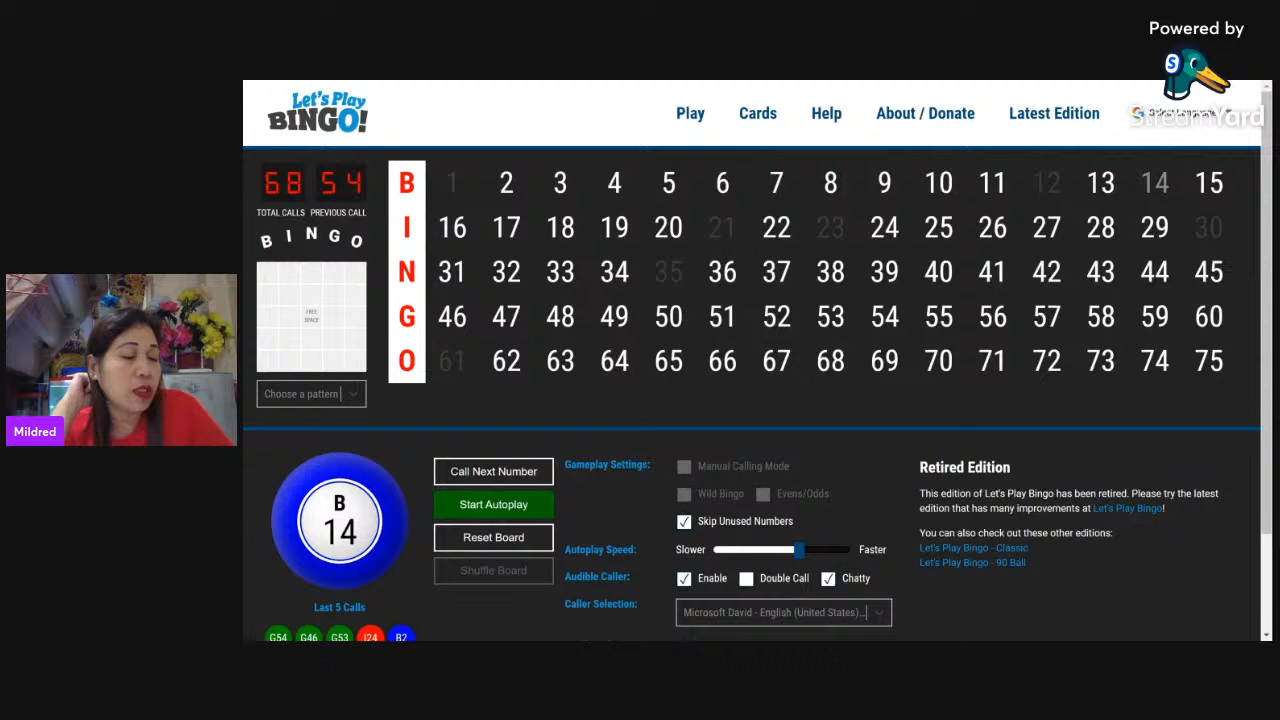 Powered by
StreamYard
Let's Play
BINGO!
Play Cards Help About / Donate Latest Edition Select Language
68 54
TOTAL CALLS PREVIOUS CALL
B I N G O
FREE
SPACE
Choose a pattern
B 1 2 3 4 5 6 7 8 9 10 11 12 13 14 15
I 16 17 18 19 20 21 22 23 24 25 26 27 28 29 30
N 31 32 33 34 35 36 37 38 39 40 41 42 43 44 45
G 46 47 48 49 50 51 52 53 54 55 56 57 58 59 60
O 61 62 63 64 65 66 67 68 69 70 71 72 73 74 75
Mildred
B
14
Last 5 Calls
G54 G46 G53 I24 B2
Call Next Number
Start Autoplay
Reset Board
Shuffle Board
Gameplay Settings:
Manual Calling Mode
Wild Bingo Evens/Odds
Skip Unused Numbers
Autoplay Speed: Slower Faster
Audible Caller: Enable Double Call Chatty
Caller Selection: Microsoft David - English (United States)...
Retired Edition
This edition of Let's Play Bingo has been retired. Please try the latest
edition that has many improvements at Let's Play Bingo!
You can also check out these other editions:
Let's Play Bingo - Classic
Let's Play Bingo - 90 Ball